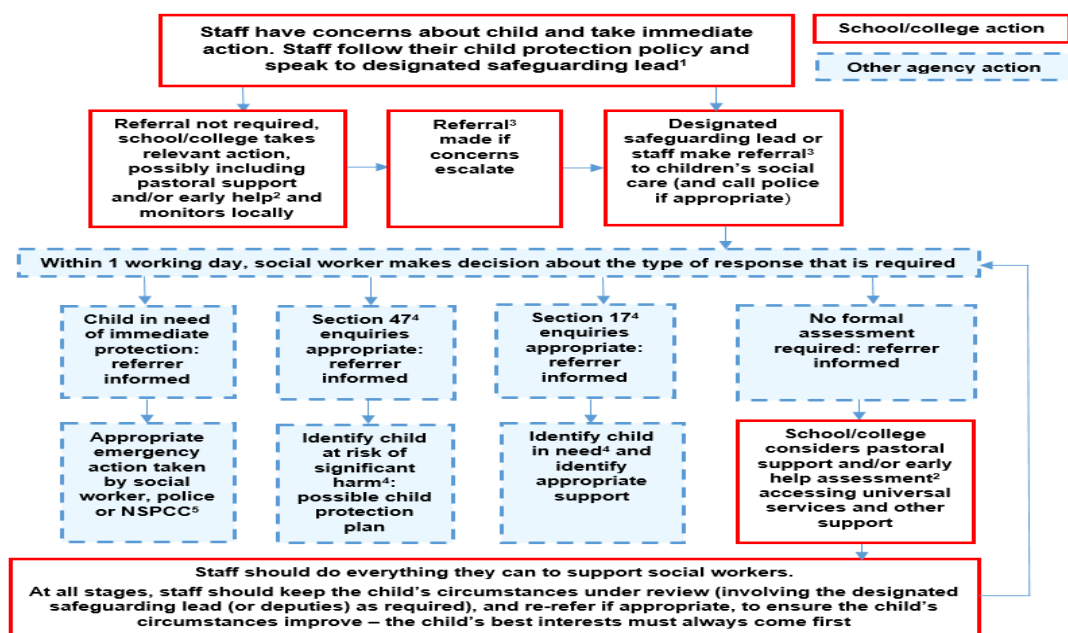 Staff have concerns about child and take immediate
action. Staff follow their child protection policy and
speak to designated safeguarding lead¹
School/college action
Other agency action
Referral not required,
school/college takes
relevant action,
possibly including
pastoral support
and/or early help² and
monitors locally
Referral³
made if
concerns
escalate
Designated
safeguarding lead or
staff make referral³
to children's social
care (and call police
if appropriate)
Within 1 working day, social worker makes decision about the type of response that is required
Child in need
of immediate
protection:
referrer
informed
Section 47⁴
enquiries
appropriate:
referrer
informed
Section 17⁴
enquiries
appropriate:
referrer
informed
No formal
assessment
required: referrer
informed
Appropriate
emergency
action taken
by social
worker, police
or NSPCC⁵
Identify child
at risk of
significant
harm⁴:
possible child
protection
plan
Identify child
in need⁴ and
identify
appropriate
support
School/college
considers pastoral
support and/or early
help assessment²
accessing universal
services and other
support
Staff should do everything they can to support social workers.
At all stages, staff should keep the child's circumstances under review (involving the designated
safeguarding lead (or deputies) as required), and re-refer if appropriate, to ensure the child's
circumstances improve – the child's best interests must always come first